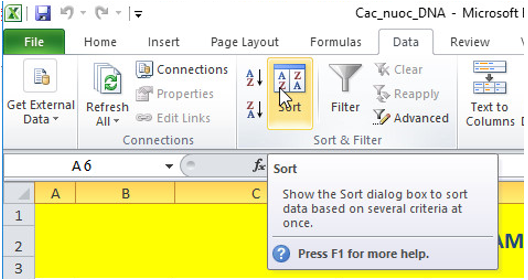 Cac_nuoc_DNA - Microsoft
File Home Insert Page Layout Formulas Data Review
Get External Data
Refresh All
Connections
Properties
Edit Links
Connections
A Z
Z A
A Z Z A
Sort
Filter
Clear
Reapply
Advanced
Sort & Filter
Text to Columns
A6
fx
A B C
1
2
3
Sort
Show the Sort dialog box to sort
data based on several criteria at
once.
Press F1 for more help.